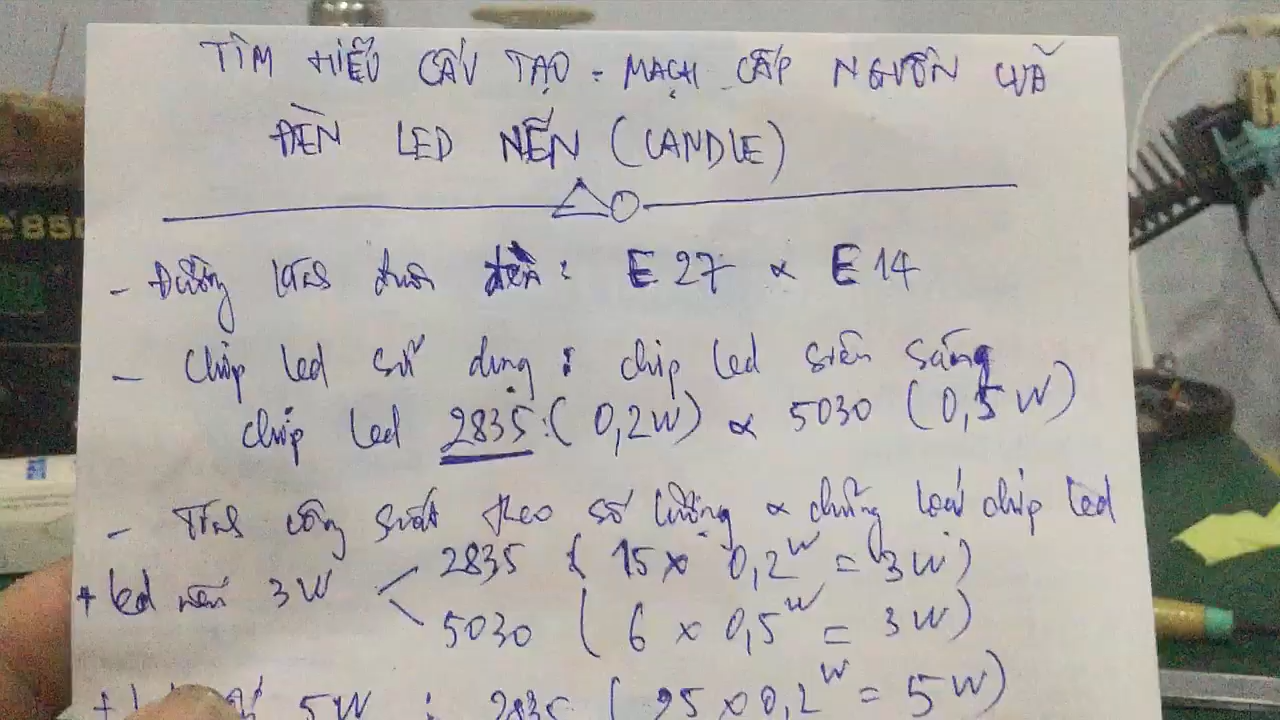 TÌM HIỂU CẤU TẠO - MẠCH CẤP NGUỒN CỦA
ĐÈN LED NẾN (CANDLE)
- Đường kính đuôi đèn : E 27 & E 14
- Chip led sử dụng : chip led siêu sáng
chip led 2835 : ( 0,2W) & 5030 ( 0,5 W)
- Tính công suất theo số lượng & chủng loại chip led
+ led nến 3W
2835 ( 15 x 0,2W = 3W)
5030 ( 6 x 0,5W = 3W)
5W : 2835 ( 25 x 0,2W = 5W)